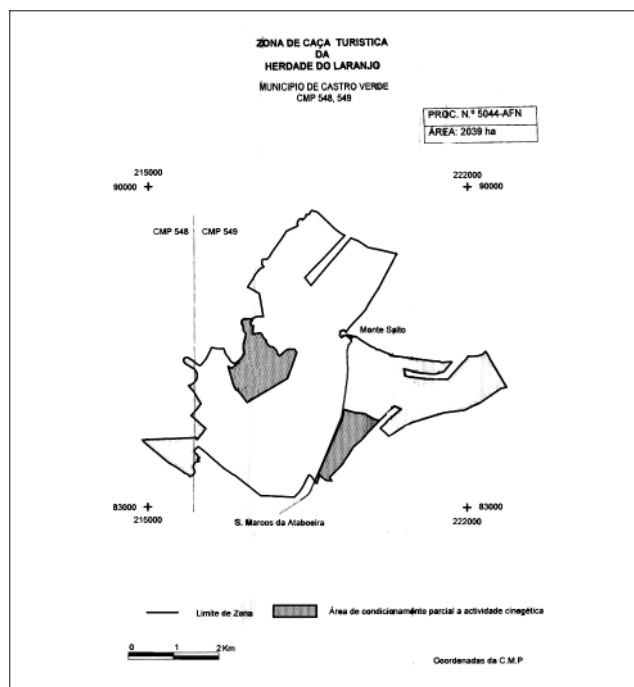 ZONA DE CAÇA TURISTICA
DA
HERDADE DO LARANJO
MUNICIPIO DE CASTRO VERDE
CMP 548, 549
PROC. N.º 5044-AFN
ÁREA: 2039 ha
215000
90000
222000
90000
CMP 548
CMP 549
Monte Salto
83000
215000
83000
222000
S. Marcos da Ataboeira
Limite de Zona
Área de condicionamento parcial a actividade cinegética
0 1 2 Km
Coordenadas da C.M.P